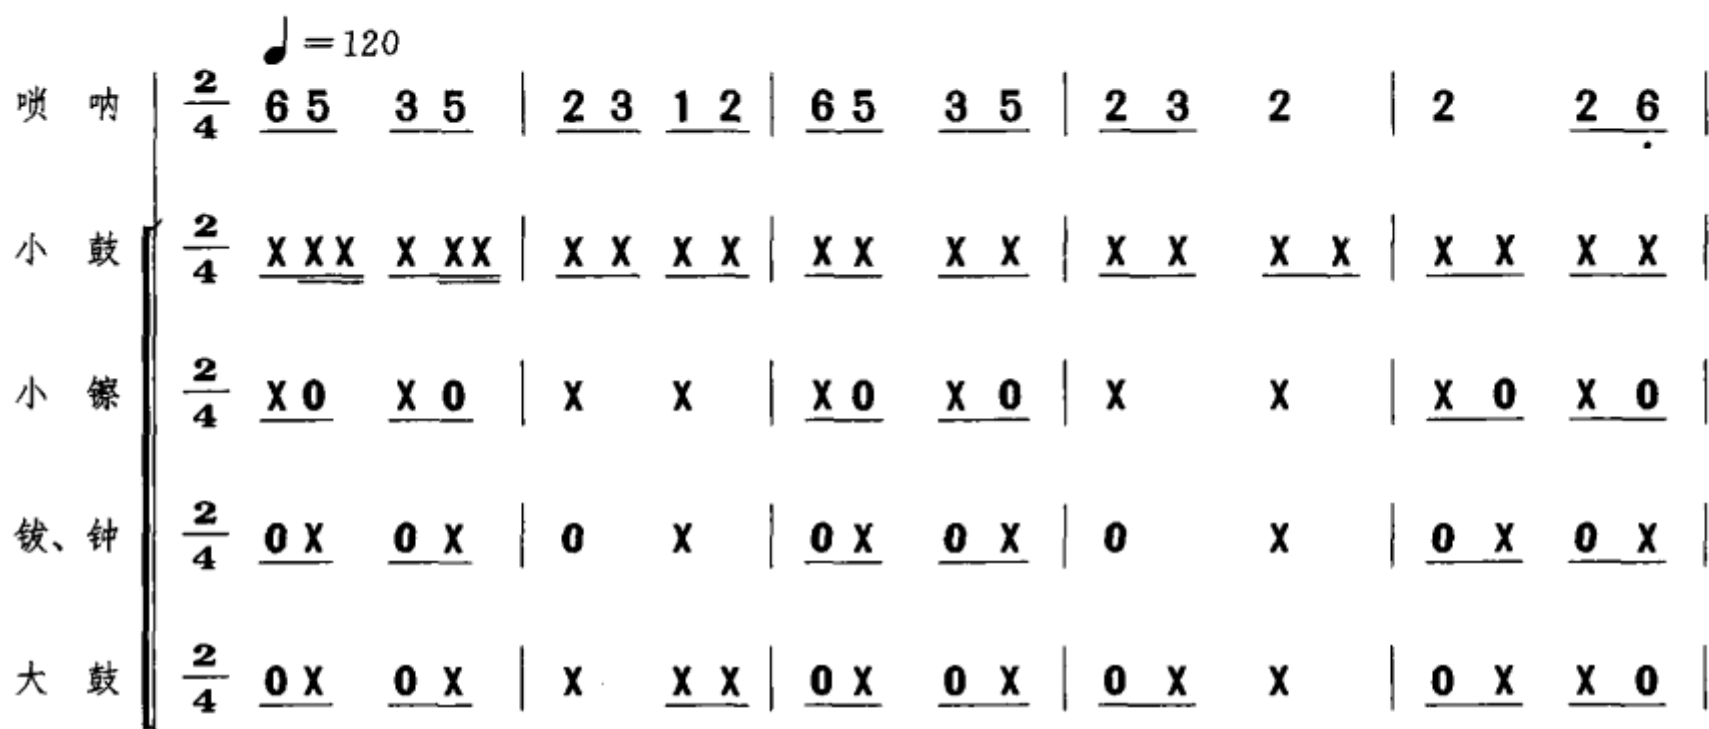 ♩=120
唢 呐 2/4 6 5 3 5 | 2 3 1 2 | 6 5 3 5 | 2 3 2 | 2 2 6̣ |
小 鼓 2/4 X X X X X X | X X X X | X X X X | X X X X | X X X X |
小 镲 2/4 X 0 X 0 | X X | X 0 X 0 | X X | X 0 X 0 |
钹、钟 2/4 0 X 0 X | 0 X | 0 X 0 X | 0 X | 0 X 0 X |
大 鼓 2/4 0 X 0 X | X X X | 0 X 0 X | 0 X X | 0 X X 0 |